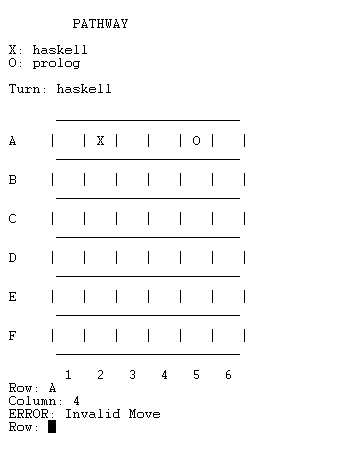 PATHWAY
X: haskell
O: prolog
Turn: haskell
A | | X | | | O | |
B | | | | | | |
C | | | | | | |
D | | | | | | |
E | | | | | | |
F | | | | | | |
1 2 3 4 5 6
Row: A
Column: 4
ERROR: Invalid Move
Row: